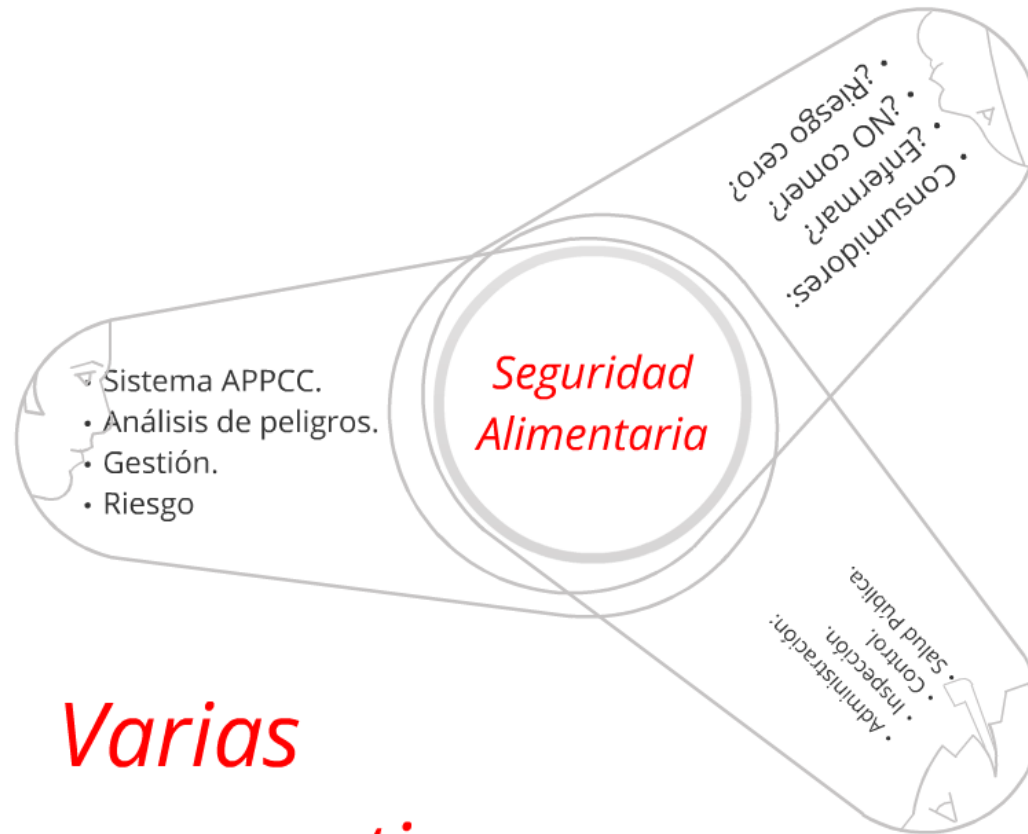 • Consumidores:
• ¿Enfermar?
• ¿NO comer?
• ¿Riesgo cero?
Seguridad
Alimentaria
• Sistema APPCC.
• Análisis de peligros.
• Gestión.
• Riesgo
• Administración:
• Inspección.
• Control.
• Salud Pública.
Varias